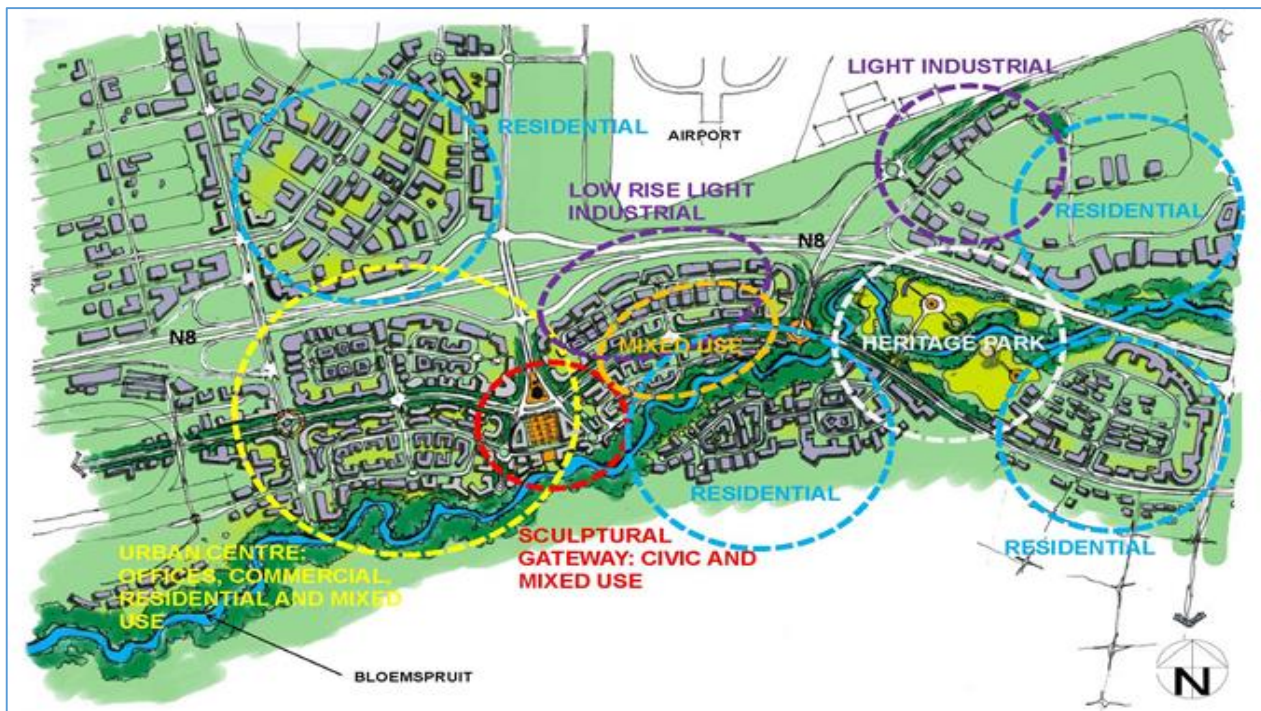 LIGHT INDUSTRIAL
RESIDENTIAL
AIRPORT
LOW RISE LIGHT
INDUSTRIAL
RESIDENTIAL
N8
N8
MIXED USE
HERITAGE PARK
RESIDENTIAL
RESIDENTIAL
URBAN CENTRE:
OFFICES, COMMERCIAL,
RESIDENTIAL AND MIXED
USE
SCULPTURAL
GATEWAY: CIVIC AND
MIXED USE
BLOEMSPRUIT
N